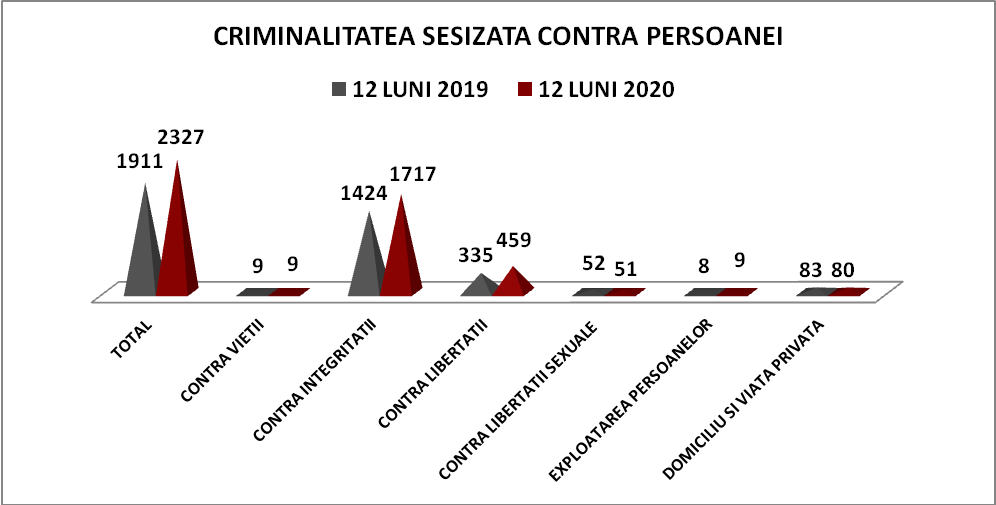 CRIMINALITATEA SESIZATA CONTRA PERSOANEI
12 LUNI 2019 12 LUNI 2020
1911 2327
9 9
1424 1717
335 459
52 51
8 9
83 80
TOTAL
CONTRA VIETII
CONTRA INTEGRITATII
CONTRA LIBERTATII
CONTRA LIBERTATII SEXUALE
EXPLOATAREA PERSOANELOR
DOMICILIU SI VIATA PRIVATA